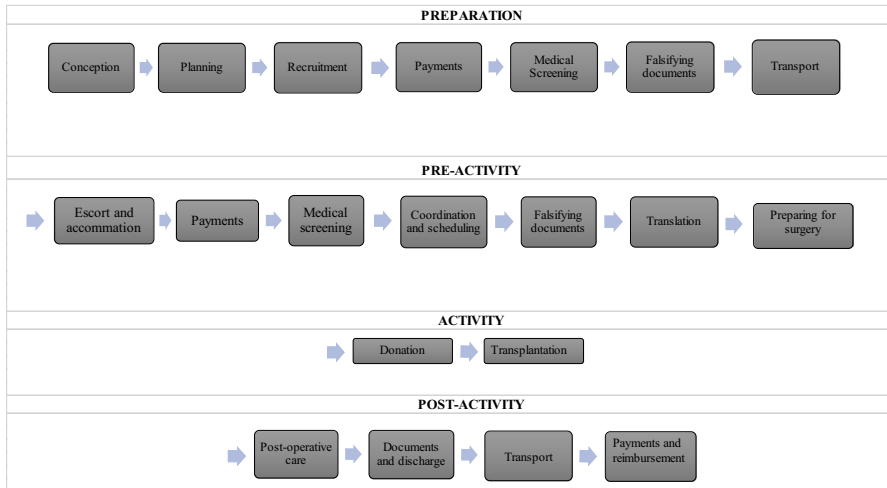 PREPARATION
Conception
Planning
Recruitment
Payments
Medical
Screening
Falsifying
documents
Transport
PRE-ACTIVITY
Escort and
accommation
Payments
Medical
screening
Coordination
and scheduling
Falsifying
documents
Translation
Preparing for
surgery
ACTIVITY
Donation
Transplantation
POST-ACTIVITY
Post-operative
care
Documents
and discharge
Transport
Payments and
reimbursement